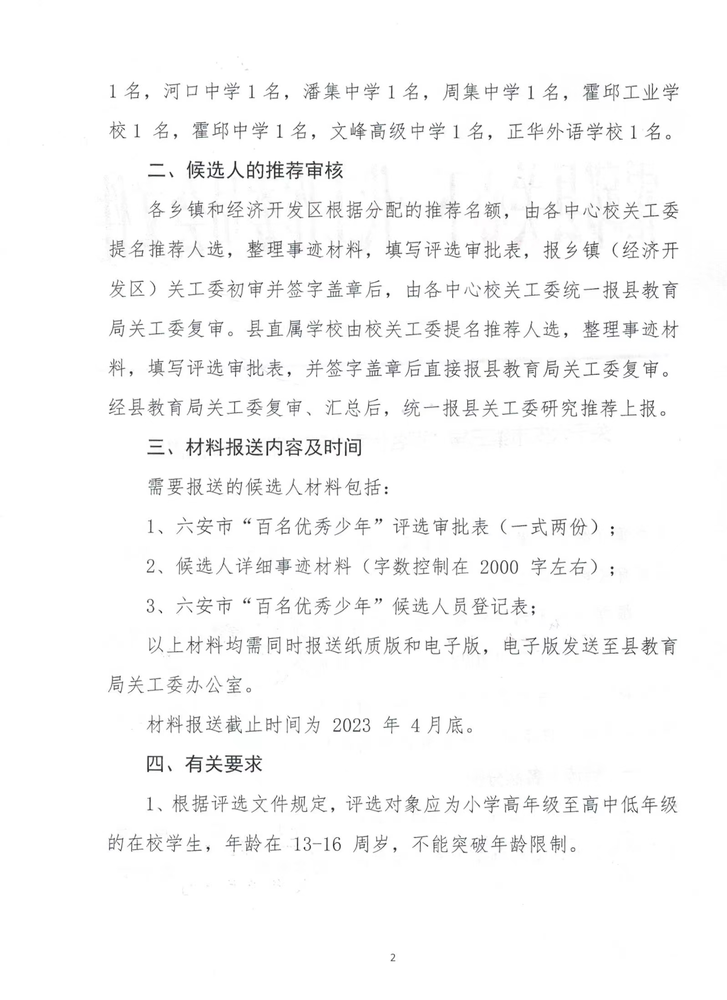 1名，河口中学1名，潘集中学1名，周集中学1名，霍邱工业学
校1 名，霍邱中学1名，文峰高级中学1名，正华外语学校1名。
二、候选人的推荐审核
各乡镇和经济开发区根据分配的推荐名额，由各中心校关工委
提名推荐人选，整理事迹材料，填写评选审批表，报乡镇（经济开
发区）关工委初审并签字盖章后，由各中心校关工委统一报县教育
局关工委复审。县直属学校由校关工委提名推荐人选，整理事迹材
料，填写评选审批表，并签字盖章后直接报县教育局关工委复审。
经县教育局关工委复审、汇总后，统一报县关工委研究推荐上报。
三、材料报送内容及时间
需要报送的候选人材料包括：
1、六安市“百名优秀少年”评选审批表（一式两份）；
2、候选人详细事迹材料（字数控制在 2000 字左右）；
3、六安市“百名优秀少年”候选人员登记表；
以上材料均需同时报送纸质版和电子版，电子版发送至县教育
局关工委办公室。
材料报送截止时间为 2023 年 4月底。
四、有关要求
1、根据评选文件规定，评选对象应为小学高年级至高中低年级
的在校学生，年龄在 13-16 周岁，不能突破年龄限制。
2